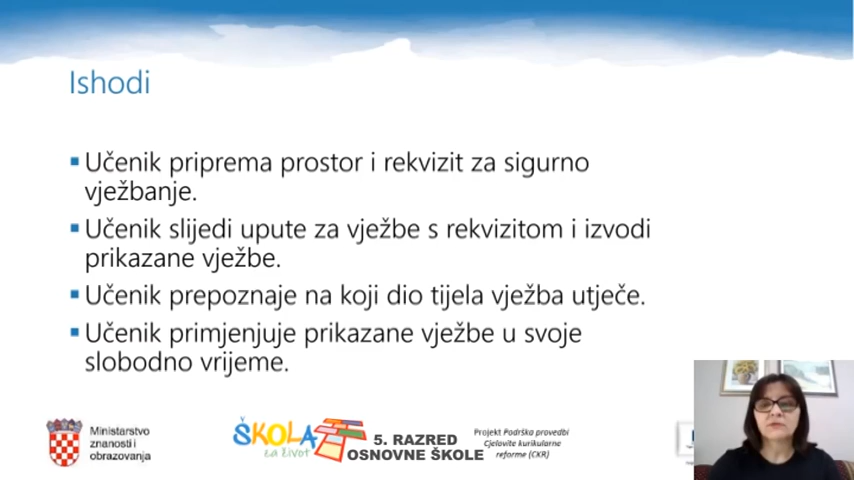 Ishodi
▪ Učenik priprema prostor i rekvizit za sigurno
vježbanje.
▪ Učenik slijedi upute za vježbe s rekvizitom i izvodi
prikazane vježbe.
▪ Učenik prepoznaje na koji dio tijela vježba utječe.
▪ Učenik primjenjuje prikazane vježbe u svoje
slobodno vrijeme.
Ministarstvo
znanosti i
obrazovanja
ŠKOLA
za život
5. RAZRED
OSNOVNE ŠKOLE
Projekt Podrška provedbi
Cjelovite kurikularne
reforme (CKR)